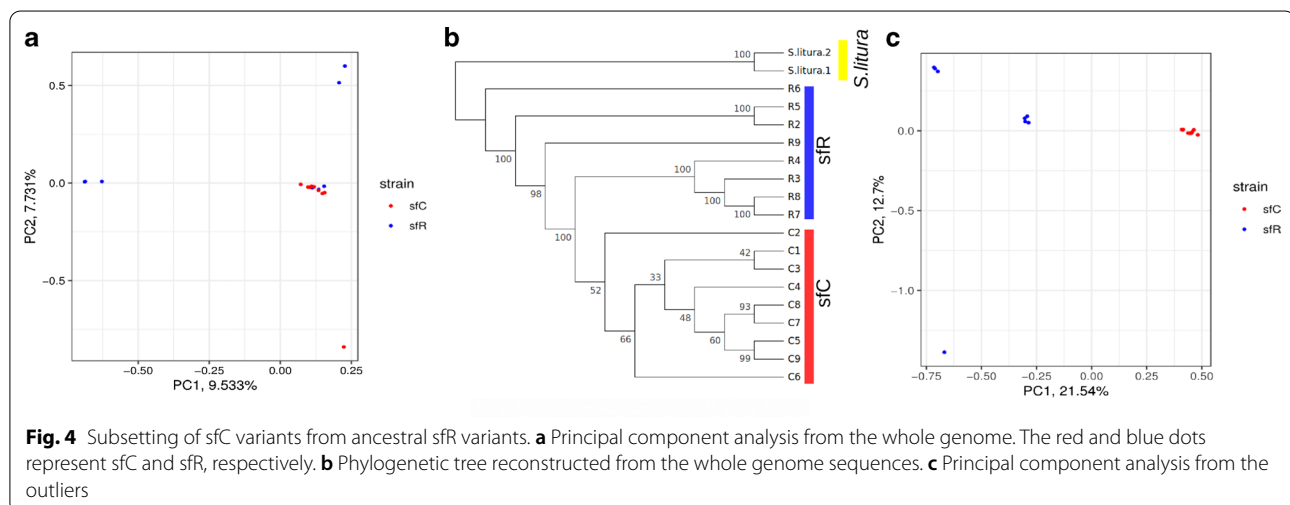 a
0.5
0.0
−0.5
PC2, 7.731%
−0.50
−0.25
0.00
0.25
PC1, 9.533%
strain
sfC
sfR
b
S.litura.2
S.litura.1
R6
R5
R2
R9
R4
R3
R8
R7
C2
C1
C3
C4
C8
C7
C5
C9
C6
100
100
100
98
100
100
100
100
42
33
52
93
48
60
66
99
S.litura
sfR
sfC
c
0.0
−0.5
−1.0
PC2, 12.7%
−0.75
−0.50
−0.25
0.00
0.25
0.50
PC1, 21.54%
strain
sfC
sfR
Fig. 4 Subsetting of sfC variants from ancestral sfR variants. a Principal component analysis from the whole genome. The red and blue dots
represent sfC and sfR, respectively. b Phylogenetic tree reconstructed from the whole genome sequences. c Principal component analysis from the
outliers